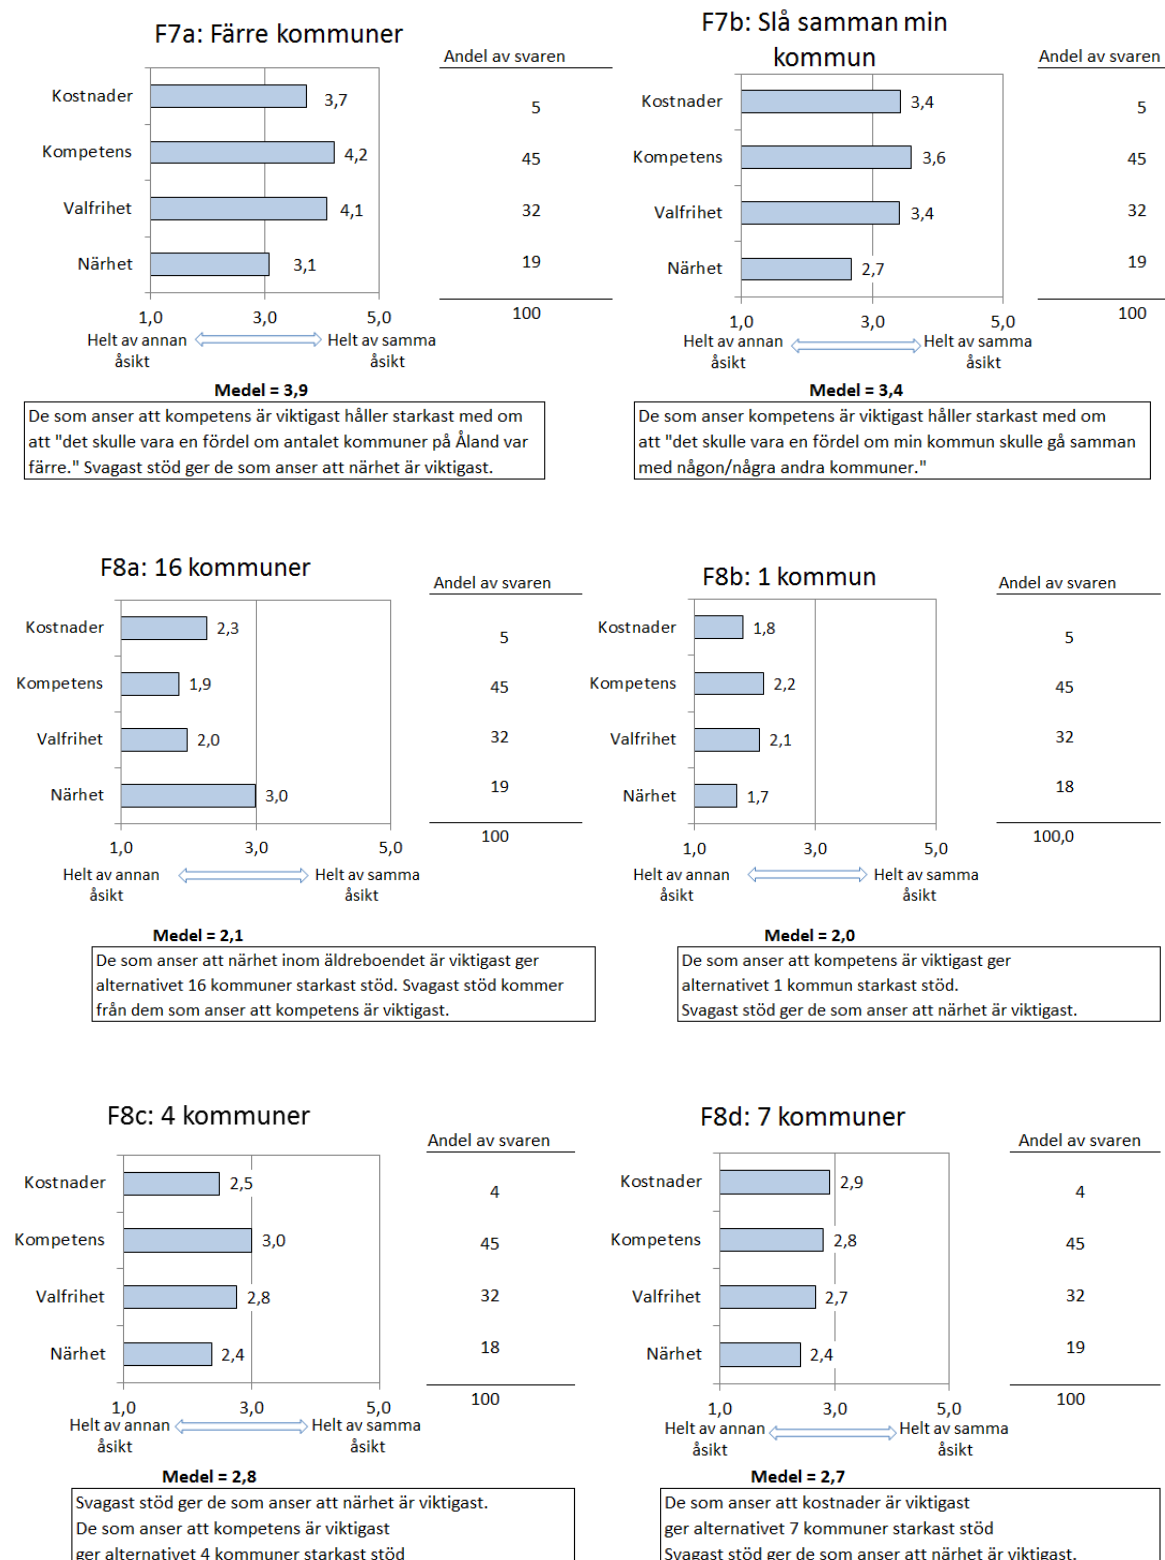 F7a: Färre kommuner
Andel av svaren
Kostnader
3,7
5
Kompetens
4,2
45
Valfrihet
4,1
32
Närhet
3,1
19
1,0
3,0
5,0
100
Helt av annan åsikt
Helt av samma åsikt
Medel = 3,9
De som anser att kompetens är viktigast håller starkast med om
att "det skulle vara en fördel om antalet kommuner på Åland var
färre." Svagast stöd ger de som anser att närhet är viktigast.
F7b: Slå samman min
kommun
Andel av svaren
Kostnader
3,4
5
Kompetens
3,6
45
Valfrihet
3,4
32
Närhet
2,7
19
1,0
3,0
5,0
100
Helt av annan åsikt
Helt av samma åsikt
Medel = 3,4
De som anser kompetens är viktigast håller starkast med om
att "det skulle vara en fördel om min kommun skulle gå samman
med någon/några andra kommuner."
F8a: 16 kommuner
Andel av svaren
Kostnader
2,3
5
Kompetens
1,9
45
Valfrihet
2,0
32
Närhet
3,0
19
1,0
3,0
5,0
100
Helt av annan åsikt
Helt av samma åsikt
Medel = 2,1
De som anser att närhet inom äldreboendet är viktigast ger
alternativet 16 kommuner starkast stöd. Svagast stöd kommer
från dem som anser att kompetens är viktigast.
F8b: 1 kommun
Andel av svaren
Kostnader
1,8
5
Kompetens
2,2
45
Valfrihet
2,1
32
Närhet
1,7
18
1,0
3,0
5,0
100,0
Helt av annan åsikt
Helt av samma åsikt
Medel = 2,0
De som anser att kompetens är viktigast ger
alternativet 1 kommun starkast stöd.
Svagast stöd ger de som anser att närhet är viktigast.
F8c: 4 kommuner
Andel av svaren
Kostnader
2,5
4
Kompetens
3,0
45
Valfrihet
2,8
32
Närhet
2,4
18
1,0
3,0
5,0
100
Helt av annan åsikt
Helt av samma åsikt
Medel = 2,8
Svagast stöd ger de som anser att närhet är viktigast.
De som anser att kompetens är viktigast
ger alternativet 4 kommuner starkast stöd
F8d: 7 kommuner
Andel av svaren
Kostnader
2,9
4
Kompetens
2,8
45
Valfrihet
2,7
32
Närhet
2,4
19
1,0
3,0
5,0
100
Helt av annan åsikt
Helt av samma åsikt
Medel = 2,7
De som anser att kostnader är viktigast
ger alternativet 7 kommuner starkast stöd
Svagast stöd ger de som anser att närhet är viktigast.